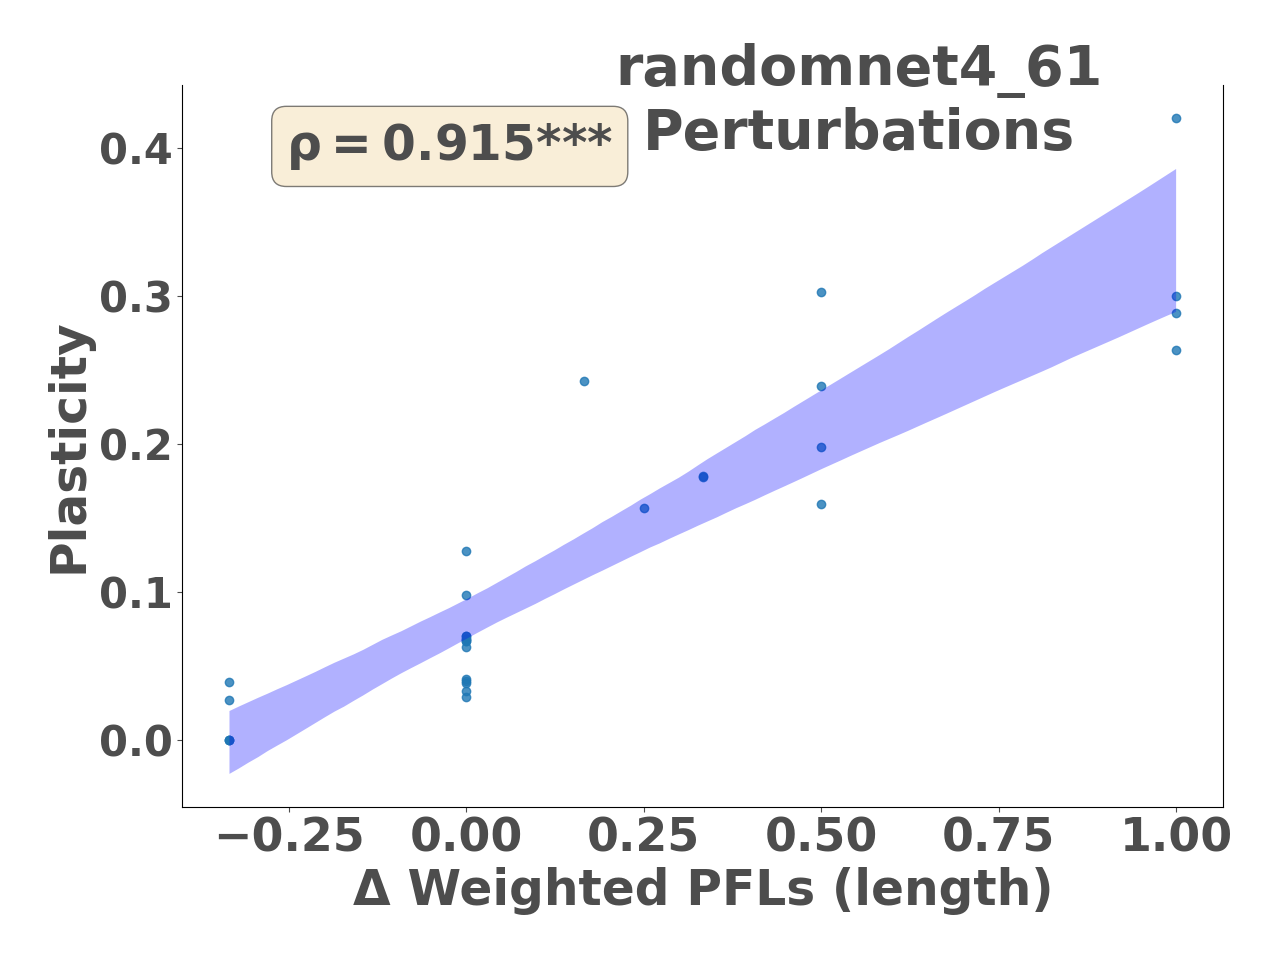 randomnet4_61
Perturbations
ρ = 0.915***
0.4
0.3
0.2
0.1
0.0
Plasticity
−0.25 0.00 0.25 0.50 0.75 1.00
Δ Weighted PFLs (length)